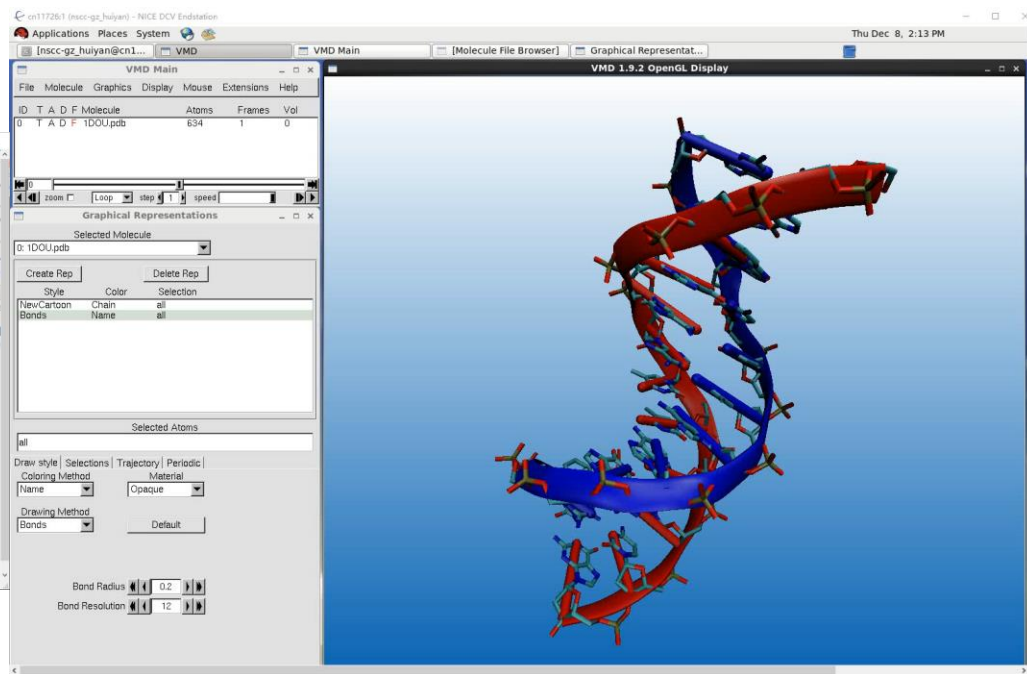 cn11726:1 (nscc-gz_huiyan) - NICE DCV Endstation
Applications Places System
Thu Dec 8, 2:13 PM
[nscc-gz_huiyan@cn1... VMD VMD Main [Molecule File Browser] Graphical Representat...
VMD Main
File Molecule Graphics Display Mouse Extensions Help
ID T A D F Molecule Atoms Frames Vol
0 T A D F 1DOU.pdb 634 1 0
0
zoom Loop step 1 speed
Graphical Representations
Selected Molecule
0: 1DOU.pdb
Create Rep Delete Rep
Style Color Selection
NewCartoon Chain all
Bonds Name all
Selected Atoms
all
Draw style Selections Trajectory Periodic
Coloring Method Material
Name Opaque
Drawing Method
Bonds Default
Bond Radius 0.2
Bond Resolution 12
VMD 1.9.2 OpenGL Display